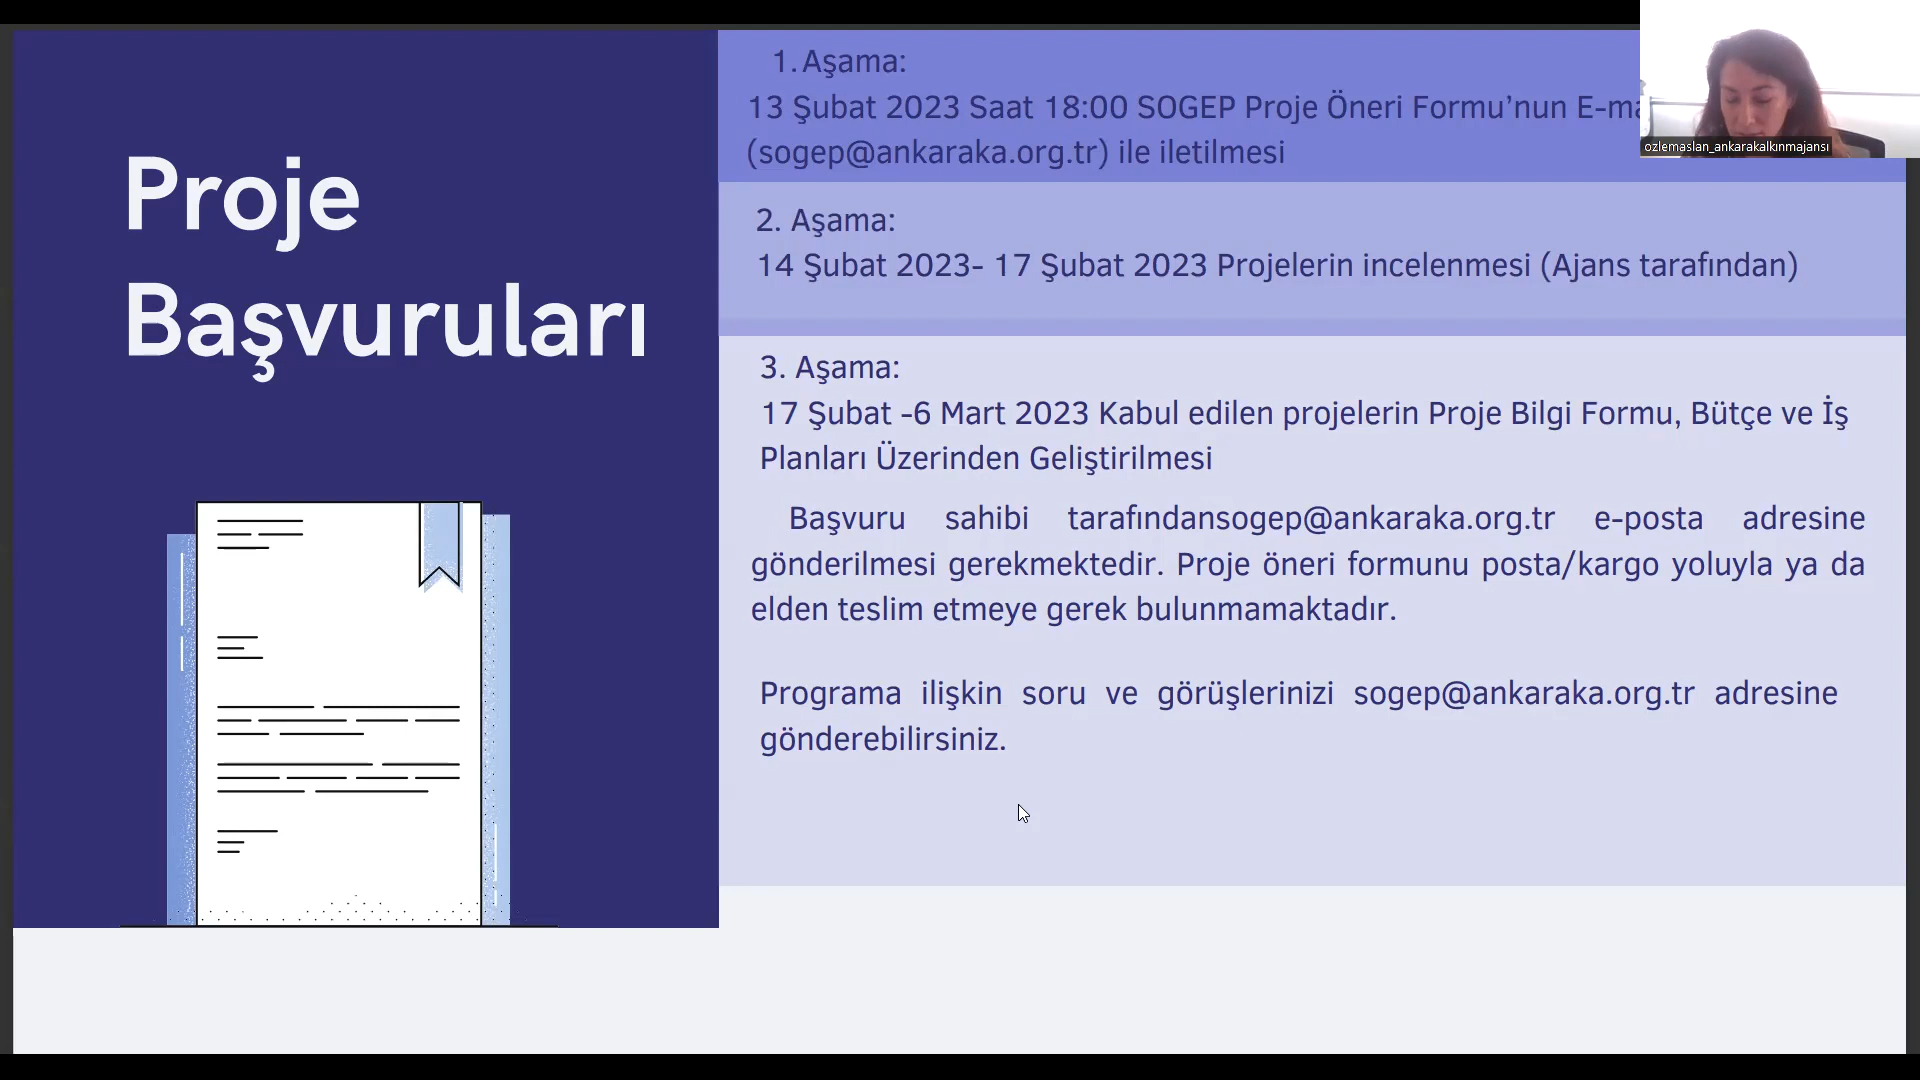 Proje
Başvuruları
1. Aşama:
13 Şubat 2023 Saat 18:00 SOGEP Proje Öneri Formu’nun
(sogep@ankaraka.org.tr) ile iletilmesi
2. Aşama:
14 Şubat 2023- 17 Şubat 2023 Projelerin incelenmesi (Ajans tarafından)
3. Aşama:
17 Şubat -6 Mart 2023 Kabul edilen projelerin Proje Bilgi Formu, Bütçe ve İş
Planları Üzerinden Geliştirilmesi
Başvuru sahibi tarafındansogep@ankaraka.org.tr e-posta adresine
gönderilmesi gerekmektedir. Proje öneri formunu posta/kargo yoluyla ya da
elden teslim etmeye gerek bulunmamaktadır.
Programa ilişkin soru ve görüşlerinizi sogep@ankaraka.org.tr adresine
gönderebilirsiniz.
ozlemaslan_ankarakalkınmajansı